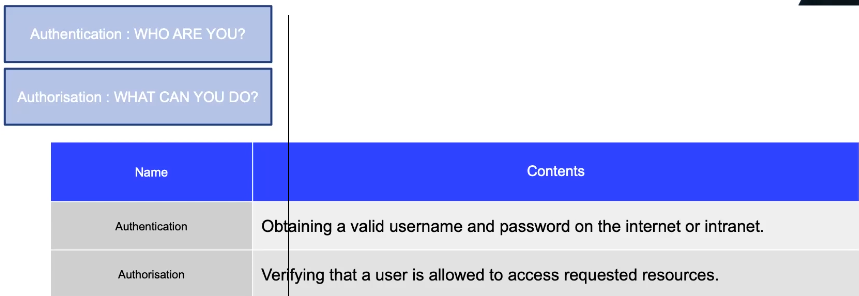 Authentication : WHO ARE YOU?
Authorisation : WHAT CAN YOU DO?
Name Contents
Authentication Obtaining a valid username and password on the internet or intranet.
Authorisation Verifying that a user is allowed to access requested resources.